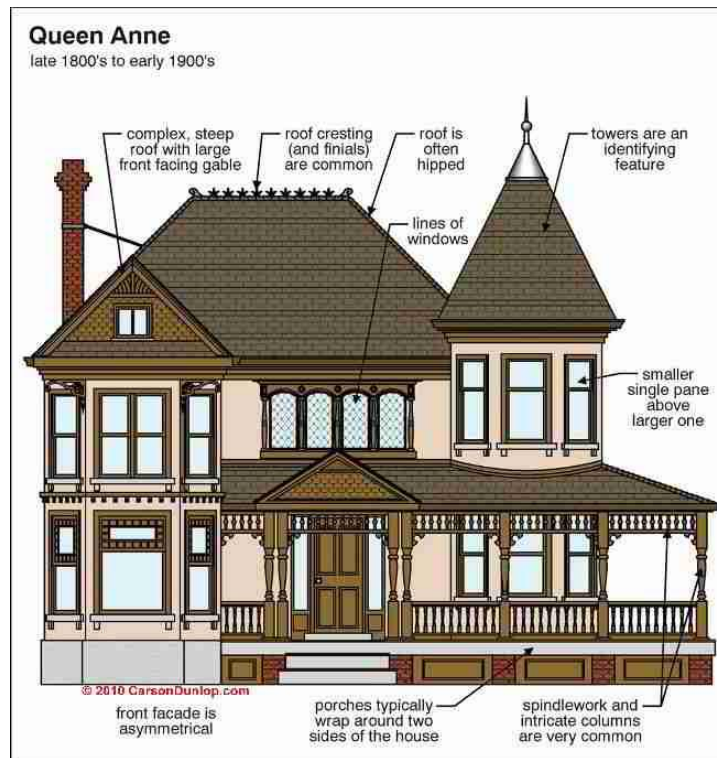 Queen Anne
late 1800's to early 1900's
complex, steep
roof with large
front facing gable
roof cresting
(and finials)
are common
roof is
often
hipped
towers are an
identifying
feature
lines of
windows
smaller
single pane
above
larger one
© 2010 CarsonDunlop.com
front facade is
asymmetrical
porches typically
wrap around two
sides of the house
spindlework and
intricate columns
are very common